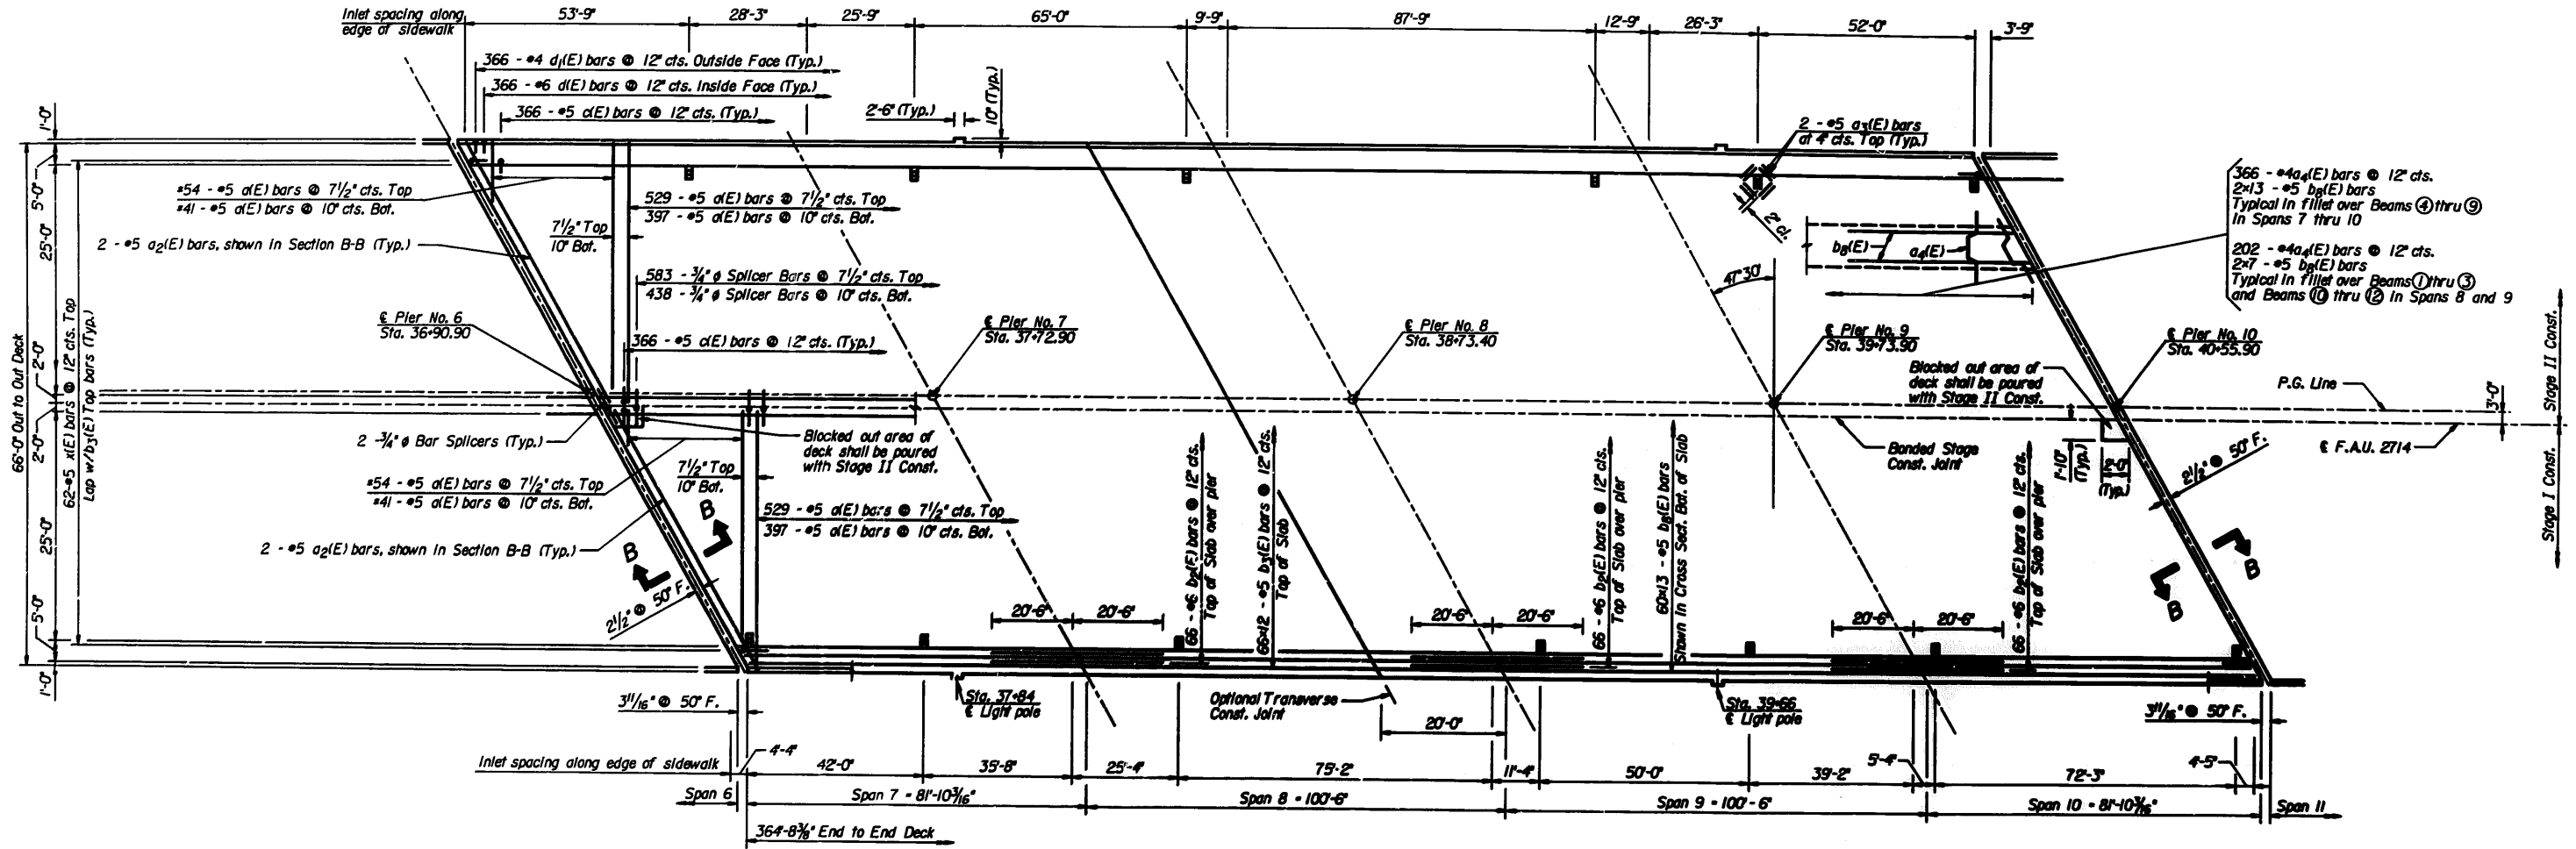 Inlet spacing along
edge of sidewalk
53'-9"
28'-3"
25'-9"
65'-0"
9'-9"
87'-9"
12'-9"
26'-3"
52'-0"
3'-9"
366 - #4 d₁(E) bars @ 12" cts. Outside Face (Typ.)
366 - #6 d(E) bars @ 12" cts. Inside Face (Typ.)
366 - #5 c(E) bars @ 12" cts. (Typ.)
2'-6" (Typ.)
10" (Typ.)
2 - #5 a₃(E) bars
at 4" cts. Top (Typ.)
2" cl.
1'-0"
5'-0"
25'-0"
2'-0"
2'-0"
25'-0"
5'-0"
1'-0"
66'-0" Out to Out Deck
62-#5 x(E) bars @ 12" cts. Top
Lap w/b₃(E) Top bars (Typ.)
*54 - #5 a(E) bars @ 7 1/2" cts. Top
*41 - #5 a(E) bars @ 10" cts. Bot.
2 - #5 a₂(E) bars, shown in Section B-B (Typ.)
7 1/2" Top
10" Bot.
529 - #5 a(E) bars @ 7 1/2" cts. Top
397 - #5 a(E) bars @ 10" cts. Bot.
583 - 3/4" ϕ Splicer Bars @ 7 1/2" cts. Top
438 - 3/4" ϕ Splicer Bars @ 10" cts. Bot.
366 - #5 c(E) bars @ 12" cts. (Typ.)
366 - #4a₄(E) bars @ 12" cts.
2×13 - #5 b₈(E) bars
Typical in fillet over Beams ④ thru ⑨
in Spans 7 thru 10
202 - #4a₄(E) bars @ 12" cts.
2×7 - #5 b₈(E) bars
Typical in fillet over Beams ① thru ③
and Beams ⑩ thru ⑫ in Spans 8 and 9
b₈(E)
a₄(E)
47°30'
℄ Pier No. 6
Sta. 36+90.90
℄ Pier No. 7
Sta. 37+72.90
℄ Pier No. 8
Sta. 38+73.40
℄ Pier No. 9
Sta. 39+73.90
℄ Pier No. 10
Sta. 40+55.90
Blocked out area of
deck shall be poured
with Stage II Const.
P.G. Line
3'-0"
Stage II Const.
Stage I Const.
℄ F.A.U. 2714
2 - 3/4" ϕ Bar Splicers (Typ.)
Blocked out area of
deck shall be poured
with Stage II Const.
Bonded Stage
Const. Joint
1'-10"
(Typ.)
2'-0"
(Typ.)
2 1/2" @ 50° F.
*54 - #5 a(E) bars @ 7 1/2" cts. Top
*41 - #5 a(E) bars @ 10" cts. Bot.
7 1/2" Top
10" Bot.
529 - #5 a(E) bars @ 7 1/2" cts. Top
397 - #5 a(E) bars @ 10" cts. Bot.
2 - #5 a₂(E) bars, shown in Section B-B (Typ.)
B
B
B
B
2 1/2" @ 50° F.
66 - #6 b₂(E) bars @ 12" cts.
Top of Slab over pier
66×12 - #5 b₃(E) bars @ 12" cts.
Top of Slab
66 - #6 b₂(E) bars @ 12" cts.
Top of Slab over pier
60×13 - #5 b₈(E) bars
Shown in Cross Sect. Bot. of Slab
66 - #6 b₂(E) bars @ 12" cts.
Top of Slab over pier
20'-6"
20'-6"
20'-6"
20'-6"
20'-6"
20'-6"
3 11/16" @ 50° F.
Sta. 37+84
℄ Light pole
Optional Transverse
Const. Joint
20'-0"
Sta. 39+66
℄ Light pole
3 11/16" @ 50° F.
Inlet spacing along edge of sidewalk
4'-4"
42'-0"
35'-8"
25'-4"
75'-2"
11'-4"
50'-0"
39'-2"
5'-4"
72'-3"
4'-5"
Span 6
Span 7 = 81'-10 3/16"
Span 8 = 100'-6"
Span 9 = 100'-6"
Span 10 = 81'-10 3/16"
Span 11
364'-8 3/8" End to End Deck